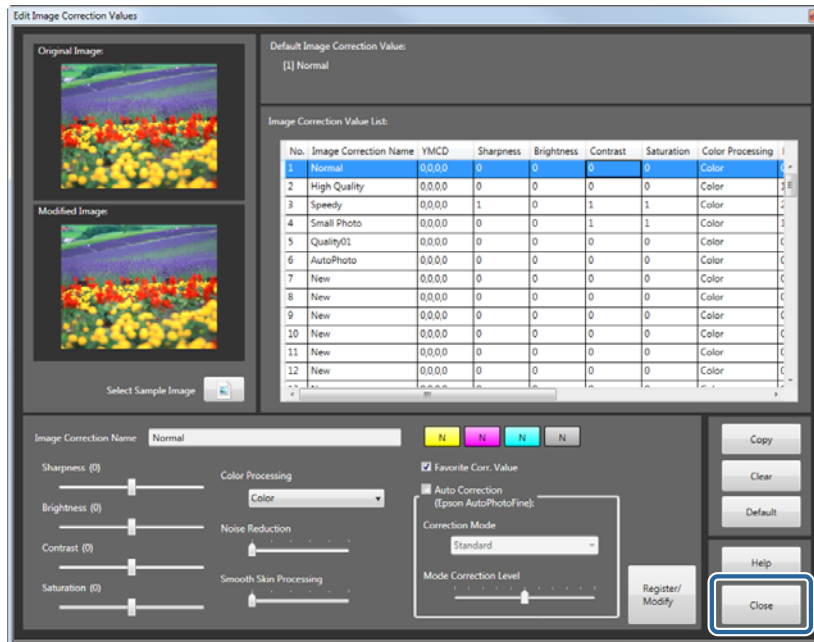 Edit Image Correction Values
Original Image:
Modified Image:
Select Sample Image
Default Image Correction Value:
[1] Normal
Image Correction Value List:
No. Image Correction Name YMCD Sharpness Brightness Contrast Saturation Color Processing
1 Normal 0,0,0,0 0 0 0 0 Color
2 High Quality 0,0,0,0 0 0 0 0 Color
3 Speedy 0,0,0,0 1 0 1 1 Color
4 Small Photo 0,0,0,0 0 0 1 1 Color
5 Quality01 0,0,0,0 0 0 0 0 Color
6 AutoPhoto 0,0,0,0 0 0 0 0 Color
7 New 0,0,0,0 0 0 0 0 Color
8 New 0,0,0,0 0 0 0 0 Color
9 New 0,0,0,0 0 0 0 0 Color
10 New 0,0,0,0 0 0 0 0 Color
11 New 0,0,0,0 0 0 0 0 Color
12 New 0,0,0,0 0 0 0 0 Color
Image Correction Name Normal
N N N N
Sharpness (0)
Brightness (0)
Contrast (0)
Saturation (0)
Color Processing
Color
Noise Reduction
Smooth Skin Processing
Favorite Corr. Value
Auto Correction
(Epson AutoPhotoFine):
Correction Mode
Standard
Mode Correction Level
Register/
Modify
Copy
Clear
Default
Help
Close